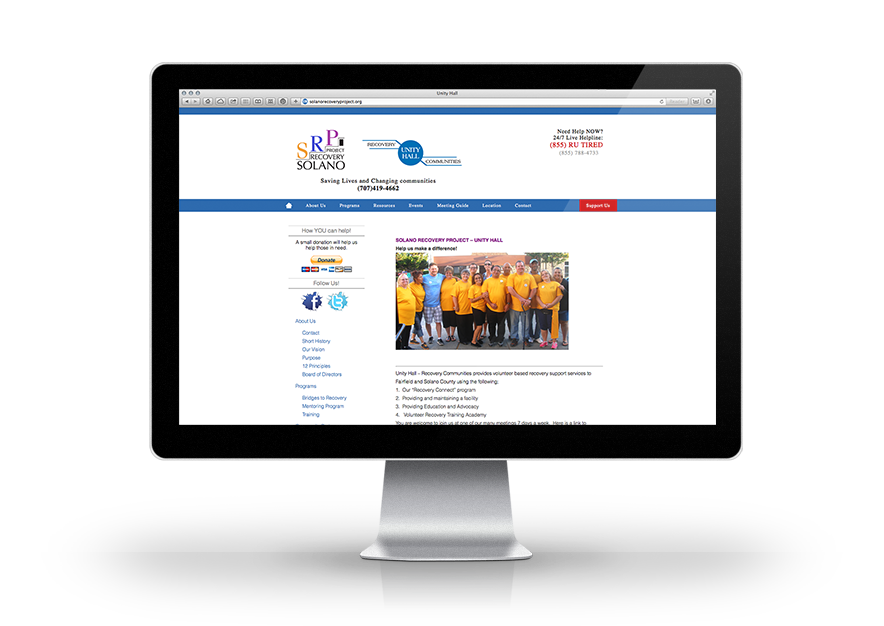 Unity Hall
solanorecoveryproject.org
SRP
PROJECT
RECOVERY
SOLANO
RECOVERY
UNITY
HALL
COMMUNITIES
Need Help NOW?
24/7 Live Helpline:
(855) RU TIRED
(855) 788-4733
Saving Lives and Changing communities
(707)419-4662
About Us Programs Resources Events Meeting Guide Location Contact Support Us
How YOU can help!
A small donation will help us
help those in need.
Donate
Follow Us!
About Us
Contact
Short History
Our Vision
Purpose
12 Principles
Board of Directors
Programs
Bridges to Recovery
Mentoring Program
Training
SOLANO RECOVERY PROJECT – UNITY HALL
Help us make a difference!
Unity Hall – Recovery Communities provides volunteer based recovery support services to
Fairfield and Solano County using the following;
1. Our "Recovery Connect" program
2. Providing and maintaining a facility
3. Providing Education and Advocacy
4. Volunteer Recovery Training Academy
You are welcome to join us at one of our many meetings 7 days a week. Here is a link to